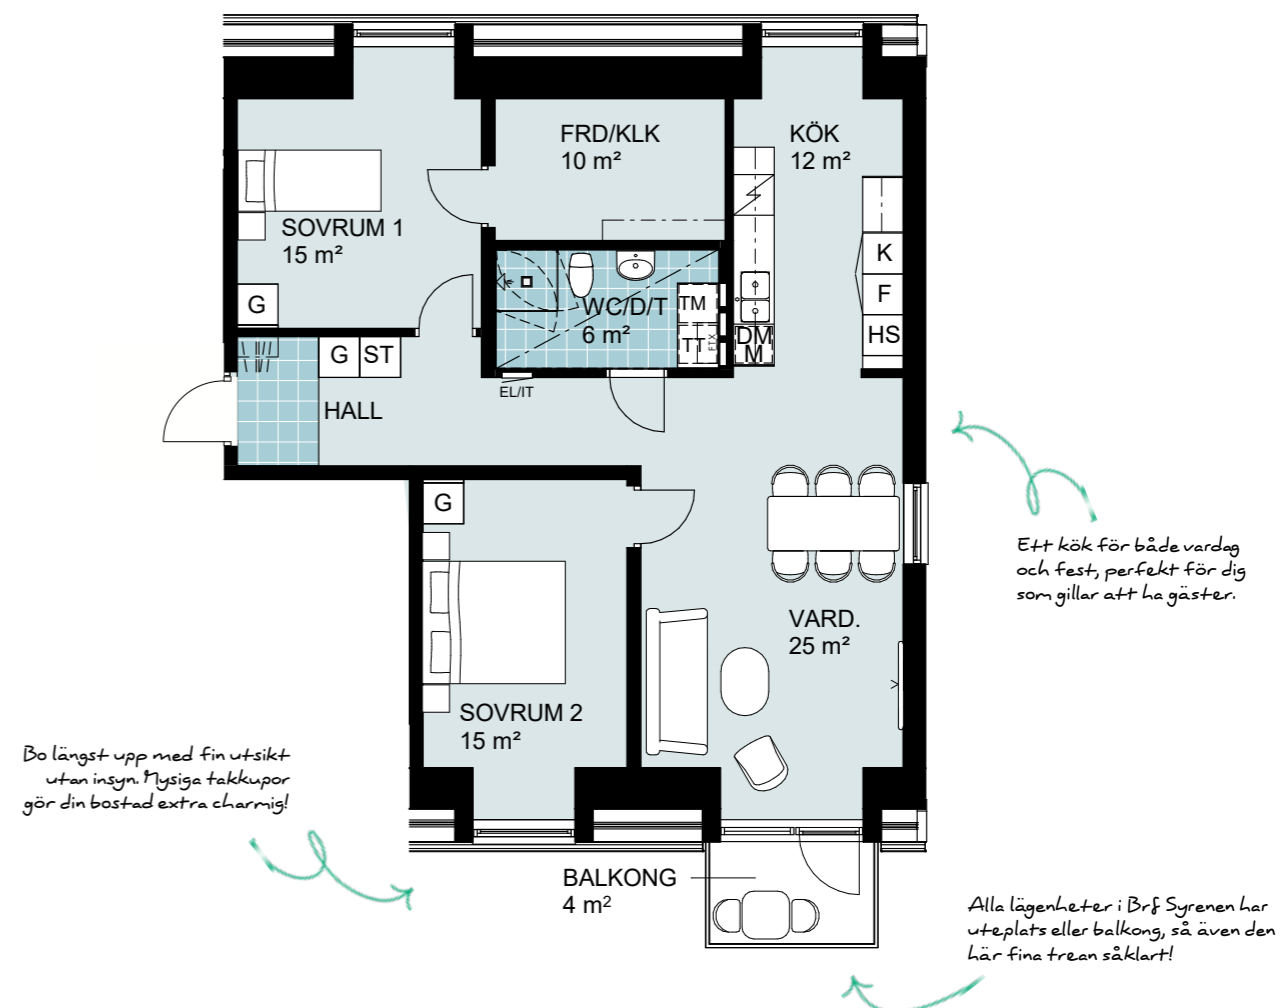 FRD/KLK
10 m²
KÖK
12 m²
SOVRUM 1
15 m²
K
F
HS
G
WC/D/T
6 m²
TM
TT
FTX
DM
M
G
ST
EL/IT
HALL
G
Ett kök för både vardag
och fest, perfekt för dig
som gillar att ha gäster.
VARD.
25 m²
SOVRUM 2
15 m²
Bo längst upp med fin utsikt
utan insyn. Mysiga takkupor
gör din bostad extra charmig!
BALKONG
4 m²
Alla lägenheter i Brf Syrenen har
uteplats eller balkong, så även den
här fina trean såklart!